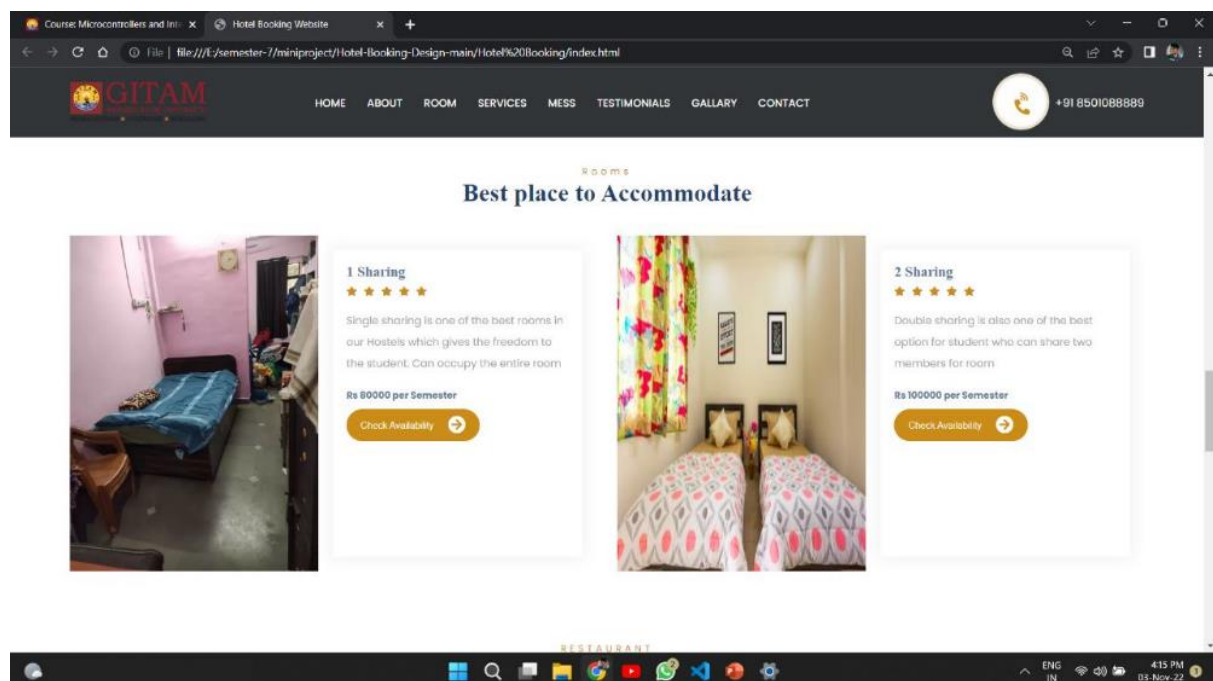 Course: Microcontrollers and Inte
Hotel Booking Website
File | file:///E:/semester-7/miniproject/Hotel-Booking-Design-main/Hotel%20Booking/index.html
GITAM
HOME ABOUT ROOM SERVICES MESS TESTIMONIALS GALLARY CONTACT
+91 8501088889
Rooms
Best place to Accommodate
1 Sharing
Single sharing is one of the best rooms in
our Hostels which gives the freedom to
the student. Can occupy the entire room
Rs 80000 per Semester
Check Availability
2 Sharing
Double sharing is also one of the best
option for student who can share two
members for room
Rs 100000 per Semester
Check Availability
RESTAURANT
ENG
IN
4:15 PM
03-Nov-22